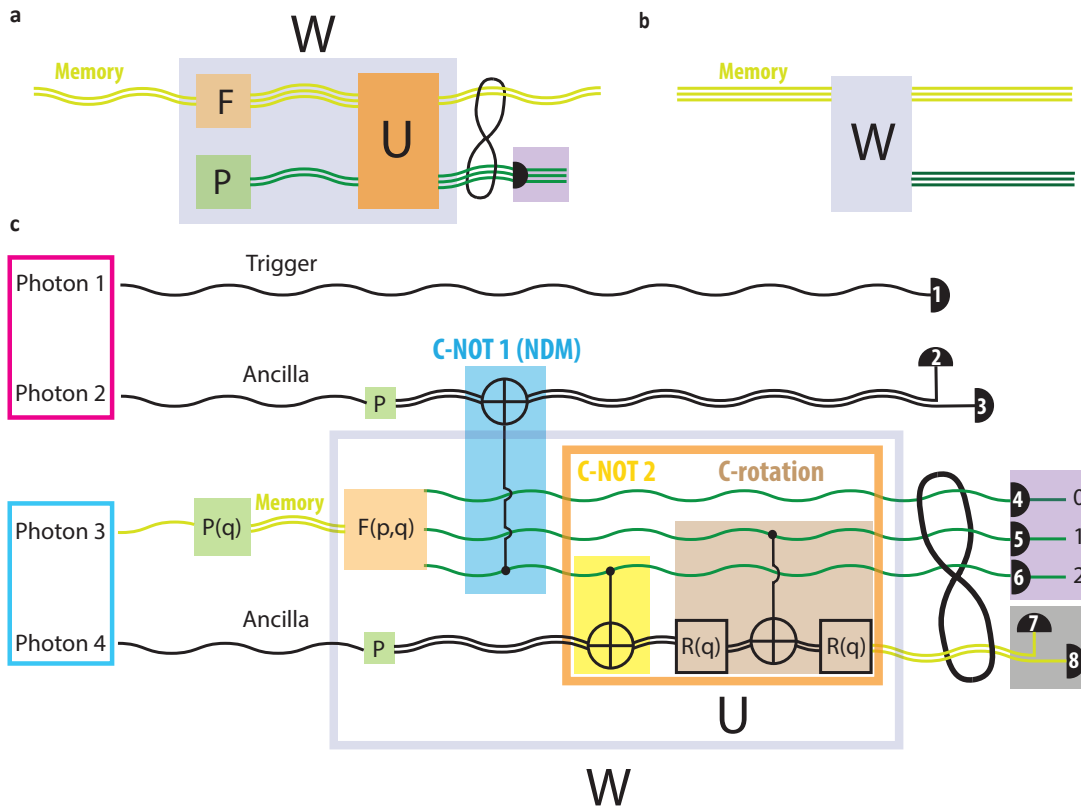 a
W
Memory
F
U
P
b
Memory
W
c
Photon 1
Trigger
1
C-NOT 1 (NDM)
2
Photon 2
Ancilla
P
3
C-NOT 2
C-rotation
Photon 3
P(q)
Memory
F(p,q)
4
0
5
1
6
2
Photon 4
Ancilla
P
R(q)
R(q)
7
8
U
W